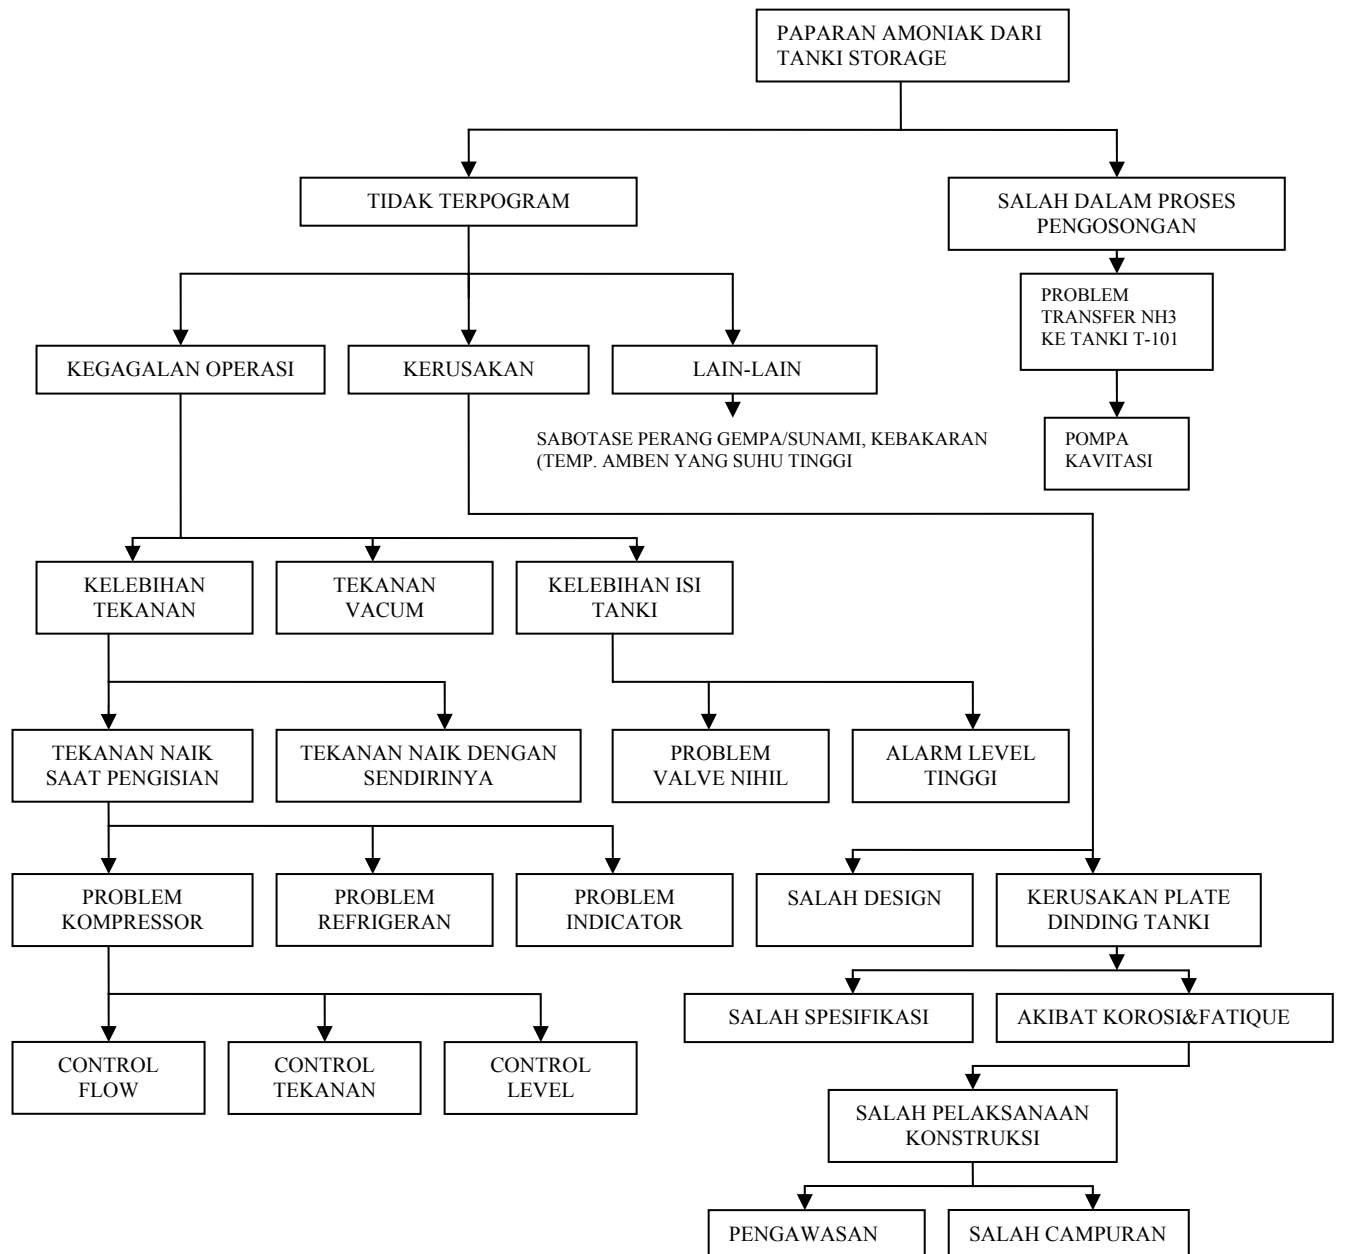 PAPARAN AMONIAK DARI
TANKI STORAGE
TIDAK TERPOGRAM
SALAH DALAM PROSES
PENGOSONGAN
PROBLEM
TRANSFER NH3
KE TANKI T-101
KEGAGALAN OPERASI
KERUSAKAN
LAIN-LAIN
SABOTASE PERANG GEMPA/SUNAMI, KEBAKARAN
(TEMP. AMBEN YANG SUHU TINGGI
POMPA
KAVITASI
KELEBIHAN
TEKANAN
TEKANAN
VACUM
KELEBIHAN ISI
TANKI
TEKANAN NAIK
SAAT PENGISIAN
TEKANAN NAIK DENGAN
SENDIRINYA
PROBLEM
VALVE NIHIL
ALARM LEVEL
TINGGI
PROBLEM
KOMPRESSOR
PROBLEM
REFRIGERAN
PROBLEM
INDICATOR
SALAH DESIGN
KERUSAKAN PLATE
DINDING TANKI
SALAH SPESIFIKASI
AKIBAT KOROSI&FATIQUE
CONTROL
FLOW
CONTROL
TEKANAN
CONTROL
LEVEL
SALAH PELAKSANAAN
KONSTRUKSI
PENGAWASAN
SALAH CAMPURAN